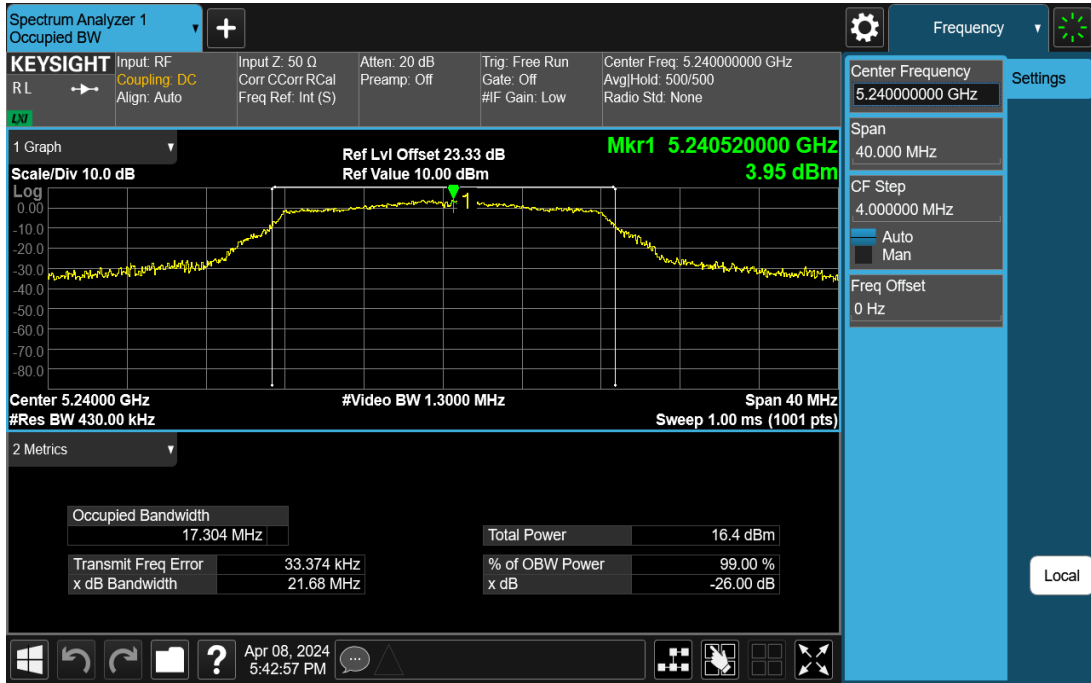 Spectrum Analyzer 1
Occupied BW
Frequency
KEYSIGHT
R L
LXI
Input: RF
Coupling: DC
Align: Auto
Input Z: 50 Ω
Corr CCorr RCal
Freq Ref: Int (S)
Atten: 20 dB
Preamp: Off
Trig: Free Run
Gate: Off
#IF Gain: Low
Center Freq: 5.240000000 GHz
Avg|Hold: 500/500
Radio Std: None
1 Graph
Scale/Div 10.0 dB
Ref Lvl Offset 23.33 dB
Ref Value 10.00 dBm
Mkr1 5.240520000 GHz
3.95 dBm
Log
0.00
-10.0
-20.0
-30.0
-40.0
-50.0
-60.0
-70.0
-80.0
1
Center 5.24000 GHz
#Res BW 430.00 kHz
#Video BW 1.3000 MHz
Span 40 MHz
Sweep 1.00 ms (1001 pts)
2 Metrics
Occupied Bandwidth
17.304 MHz
Transmit Freq Error 33.374 kHz
x dB Bandwidth 21.68 MHz
Total Power 16.4 dBm
% of OBW Power 99.00 %
x dB -26.00 dB
Apr 08, 2024
5:42:57 PM
Center Frequency
5.240000000 GHz
Span
40.000 MHz
CF Step
4.000000 MHz
Auto
Man
Freq Offset
0 Hz
Settings
Local